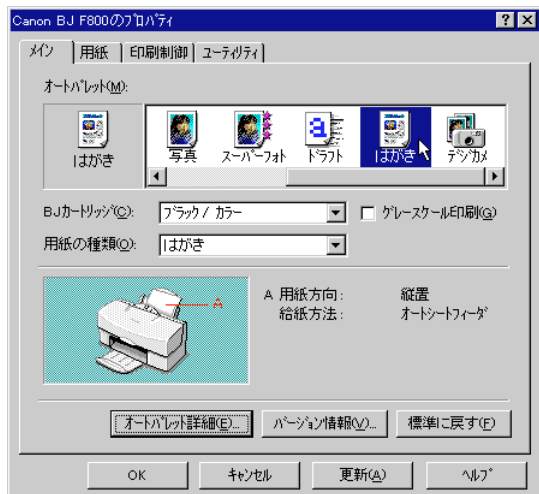 Canon BJ F800のﾌﾟﾛﾊﾟﾃｨ
ﾒｲﾝ 用紙 印刷制御 ﾕｰﾃｨﾘﾃｨ
ｵｰﾄﾊﾟﾚｯﾄ(M):
はがき
写真 ｽｰﾊﾟｰﾌｫﾄ ﾄﾞﾗﾌﾄ はがき ﾃﾞｼﾞｶﾒ
BJｶｰﾄﾘｯｼﾞ(C): ﾌﾞﾗｯｸ / ｶﾗｰ ｸﾞﾚｰｽｹｰﾙ印刷(G)
用紙の種類(O): はがき
A
A 用紙方向: 縦置
給紙方法: ｵｰﾄｼｰﾄﾌｨｰﾀﾞ
ｵｰﾄﾊﾟﾚｯﾄ詳細(E)... ﾊﾞｰｼﾞｮﾝ情報(V)... 標準に戻す(F)
OK ｷｬﾝｾﾙ 更新(A) ﾍﾙﾌﾟ